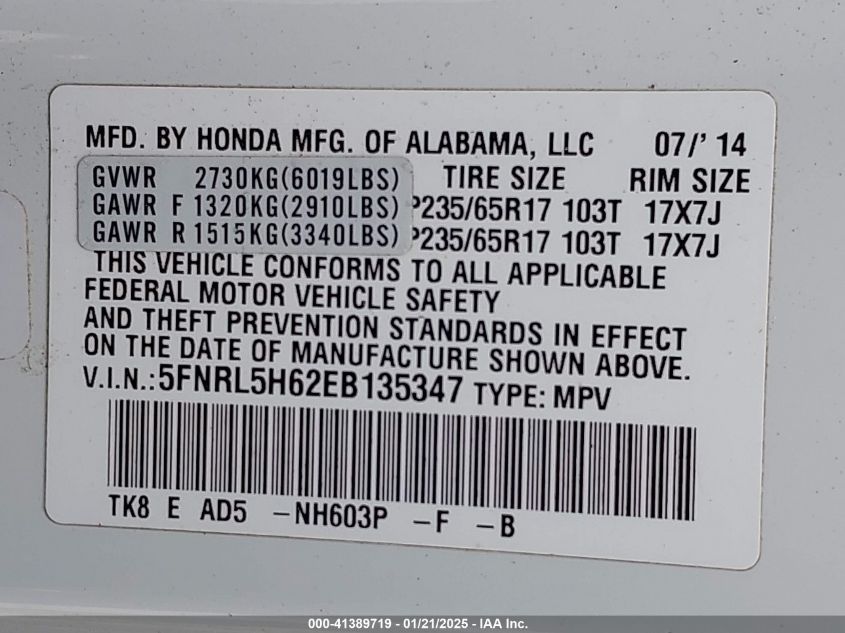 MFD. BY HONDA MFG. OF ALABAMA, LLC 07/' 14
GVWR 2730KG(6019LBS) TIRE SIZE RIM SIZE
GAWR F 1320KG(2910LBS) P235/65R17 103T 17X7J
GAWR R 1515KG(3340LBS) P235/65R17 103T 17X7J
THIS VEHICLE CONFORMS TO ALL APPLICABLE
FEDERAL MOTOR VEHICLE SAFETY
AND THEFT PREVENTION STANDARDS IN EFFECT
ON THE DATE OF MANUFACTURE SHOWN ABOVE.
V.I.N.:5FNRL5H62EB135347 TYPE: MPV
TK8 E AD5 -NH603P -F -B
000-41389719 - 01/21/2025 - IAA Inc.